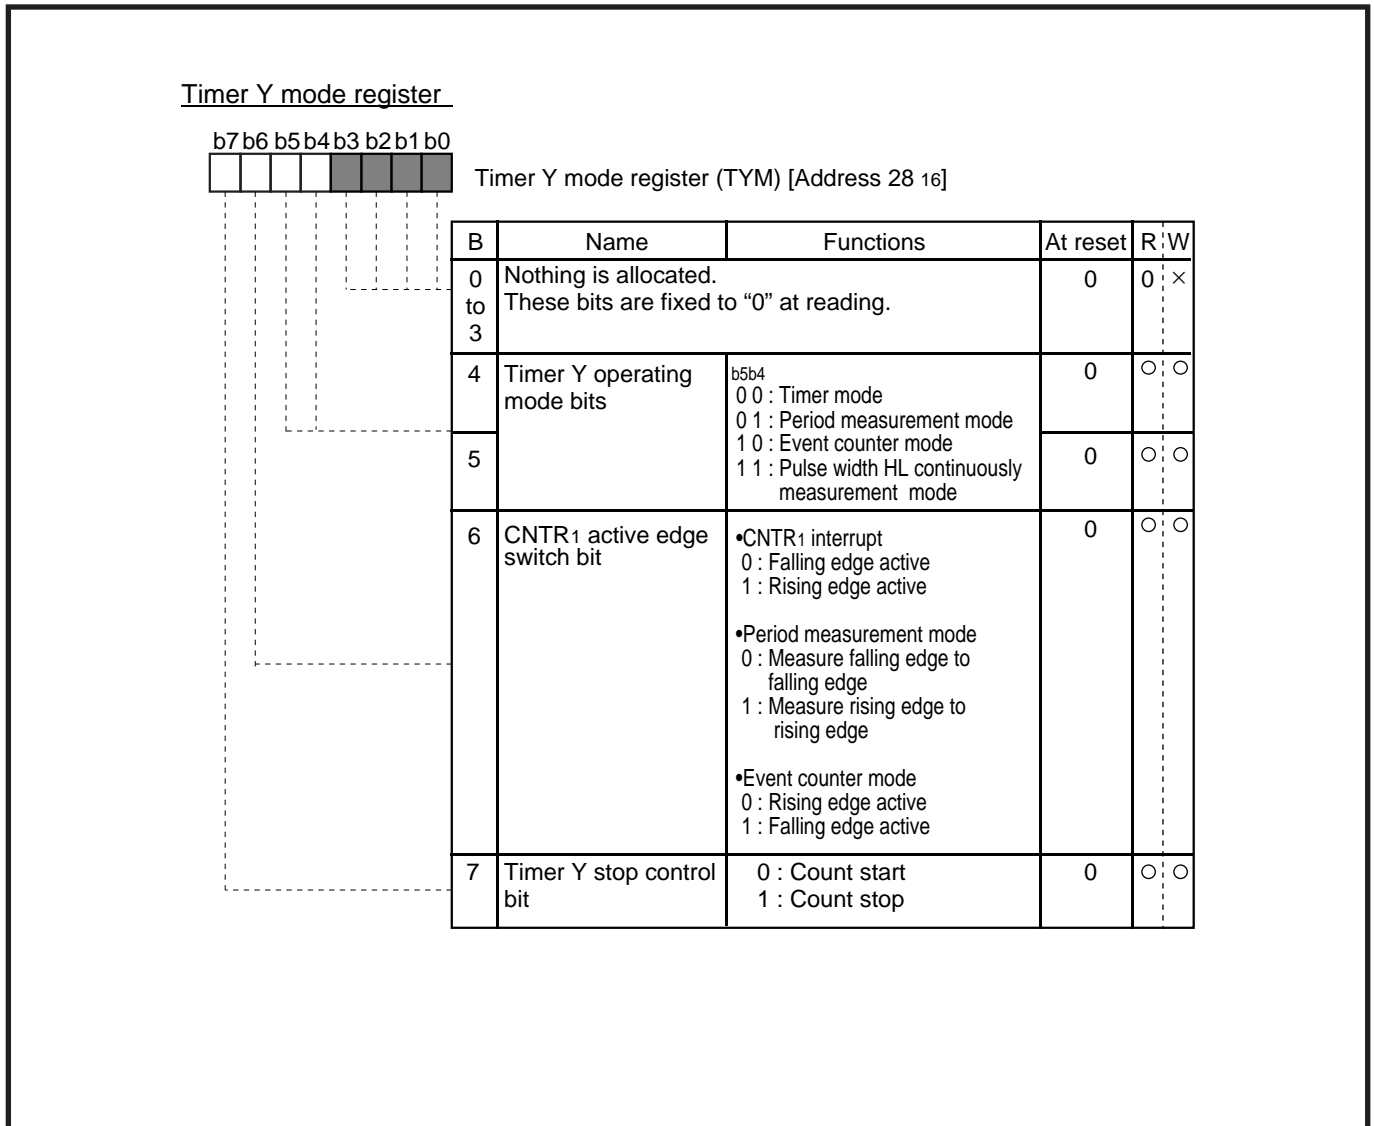 Timer Y mode register
b7 b6 b5 b4 b3 b2 b1 b0
Timer Y mode register (TYM) [Address 28 16]
B Name Functions At reset R W
0 to 3 Nothing is allocated. 0 0 ×
These bits are fixed to “0” at reading.
4 Timer Y operating mode bits 0 ○ ○
b5b4
0 0 : Timer mode
0 1 : Period measurement mode
1 0 : Event counter mode
1 1 : Pulse width HL continuously
measurement mode
5 0 ○ ○
6 CNTR1 active edge switch bit 0 ○ ○
•CNTR1 interrupt
0 : Falling edge active
1 : Rising edge active
•Period measurement mode
0 : Measure falling edge to
falling edge
1 : Measure rising edge to
rising edge
•Event counter mode
0 : Rising edge active
1 : Falling edge active
7 Timer Y stop control bit 0 ○ ○
0 : Count start
1 : Count stop